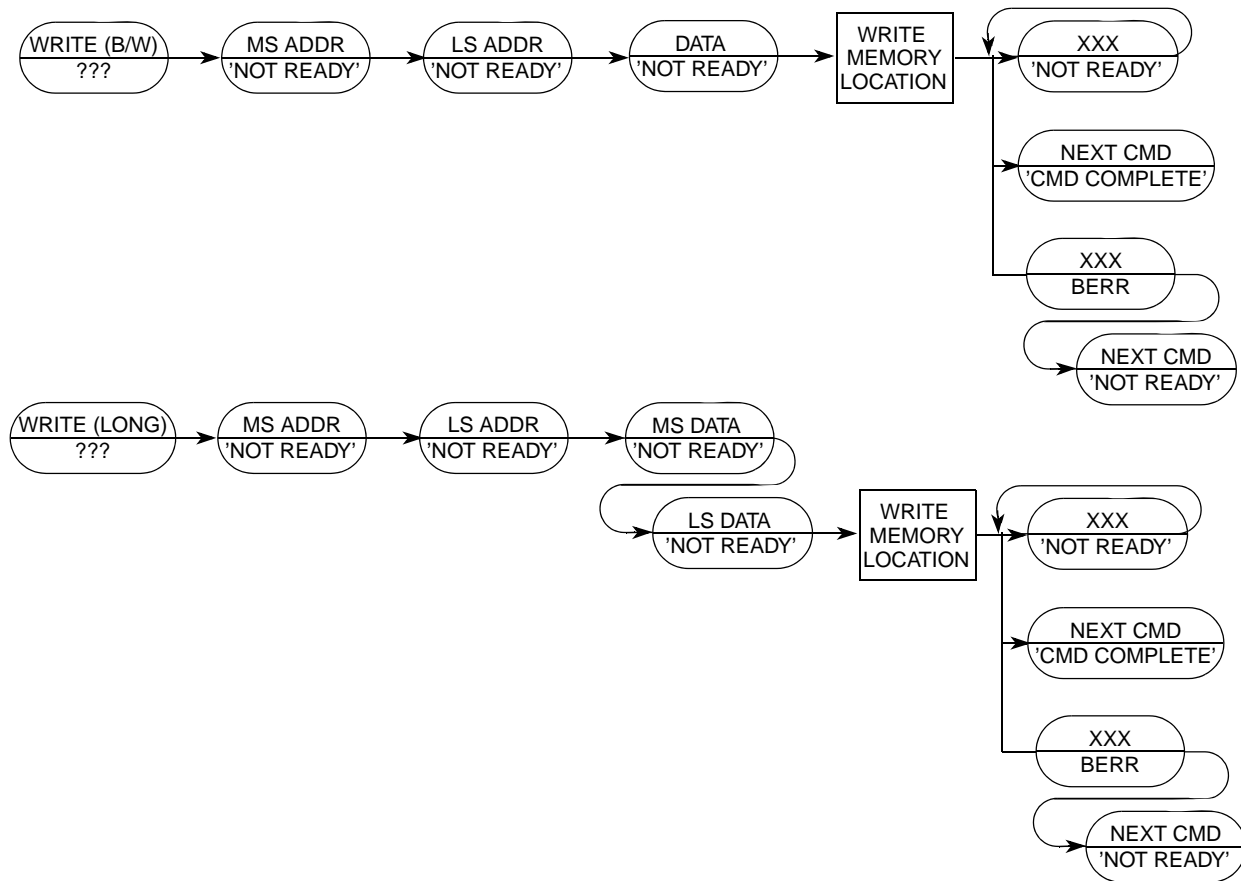 WRITE (B/W)
???
MS ADDR
'NOT READY'
LS ADDR
'NOT READY'
DATA
'NOT READY'
WRITE
MEMORY
LOCATION
XXX
'NOT READY'
NEXT CMD
'CMD COMPLETE'
XXX
BERR
NEXT CMD
'NOT READY'
WRITE (LONG)
???
MS ADDR
'NOT READY'
LS ADDR
'NOT READY'
MS DATA
'NOT READY'
LS DATA
'NOT READY'
WRITE
MEMORY
LOCATION
XXX
'NOT READY'
NEXT CMD
'CMD COMPLETE'
XXX
BERR
NEXT CMD
'NOT READY'